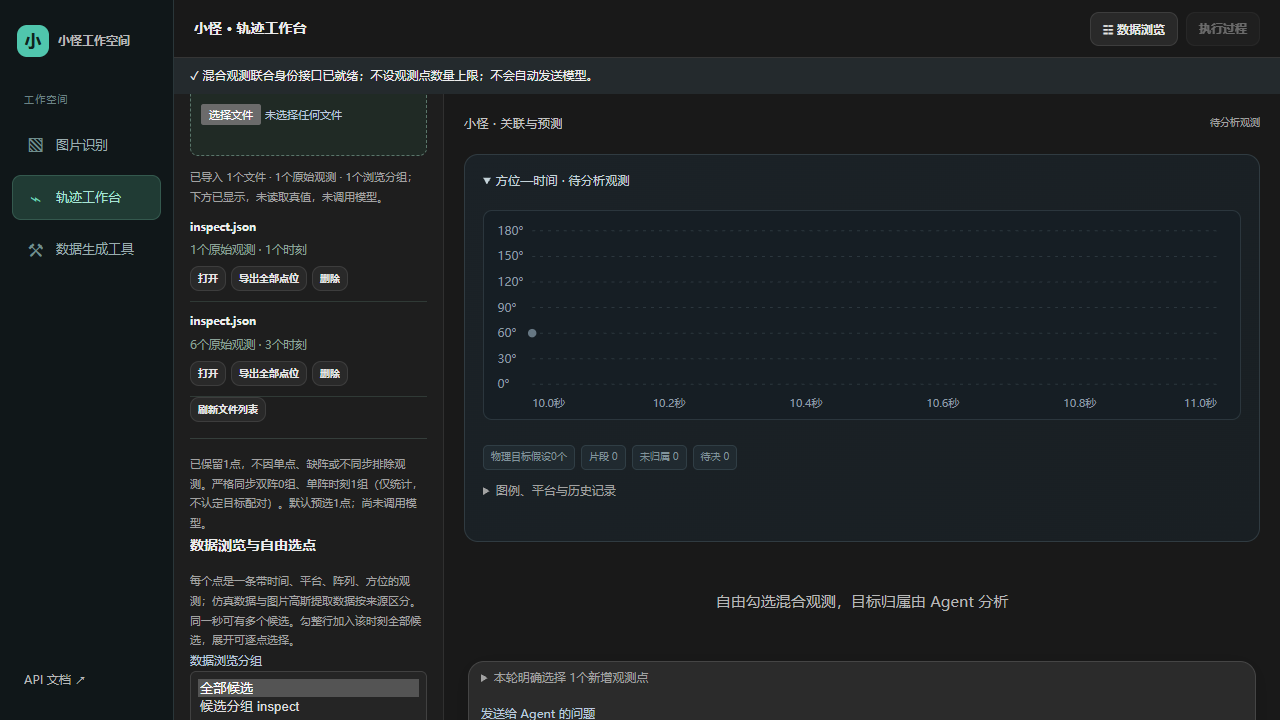 小 小怪工作空间
工作空间
图片识别
轨迹工作台
数据生成工具
API 文档 ↗
小怪 • 轨迹工作台
☵ 数据浏览
执行过程
✓ 混合观测联合身份接口已就绪；不设观测点数量上限；不会自动发送模型。
选择文件 未选择任何文件
已导入 1个文件 · 1个原始观测 · 1个浏览分组；
下方已显示，未读取真值，未调用模型。
inspect.json
1个原始观测 · 1个时刻
打开 导出全部点位 删除
inspect.json
6个原始观测 · 3个时刻
打开 导出全部点位 删除
刷新文件列表
已保留1点，不因单点、缺阵或不同步排除观
测。严格同步双阵0组、单阵时刻1组（仅统计，
不认定目标配对）。默认预选1点；尚未调用模
型。
数据浏览与自由选点
每个点是一条带时间、平台、阵列、方位的观
测；仿真数据与图片高斯提取数据按来源区分。
同一秒可有多个候选。勾整行加入该时刻全部候
选，展开可逐点选择。
数据浏览分组
全部候选
候选分组 inspect
小怪 · 关联与预测
待分析观测
▼ 方位—时间 · 待分析观测
180°
150°
120°
90°
60°
30°
0°
10.0秒 10.2秒 10.4秒 10.6秒 10.8秒 11.0秒
物理目标假设0个 片段 0 未归属 0 待决 0
▶ 图例、平台与历史记录
自由勾选混合观测，目标归属由 Agent 分析
▶ 本轮明确选择 1个新增观测点
发送给 Agent 的问题